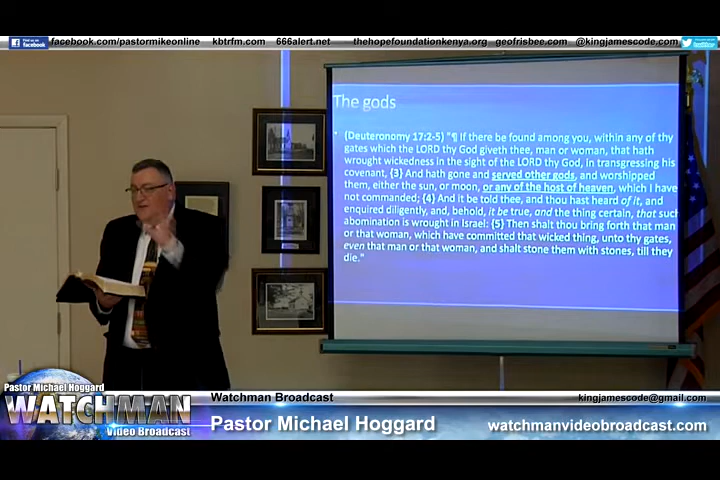 Find us on facebook facebook.com/pastormikeonline kbtrfm.com 666alert.net thehopefoundationkenya.org geofrisbee.com @kingjamescode.com
The gods
• (Deuteronomy 17:2-5) "¶ If there be found among you, within any of thy
gates which the LORD thy God giveth thee, man or woman, that hath
wrought wickedness in the sight of the LORD thy God, in transgressing his
covenant, {3} And hath gone and served other gods, and worshipped
them, either the sun, or moon, or any of the host of heaven, which I have
not commanded; {4} And it be told thee, and thou hast heard of it, and
enquired diligently, and, behold, it be true, and the thing certain, that such
abomination is wrought in Israel: {5} Then shalt thou bring forth that man
or that woman, which have committed that wicked thing, unto thy gates,
even that man or that woman, and shalt stone them with stones, till they
die."
Pastor Michael Hoggard
WATCHMAN
Video Broadcast
Watchman Broadcast kingjamescode@gmail.com
Pastor Michael Hoggard watchmanvideobroadcast.com